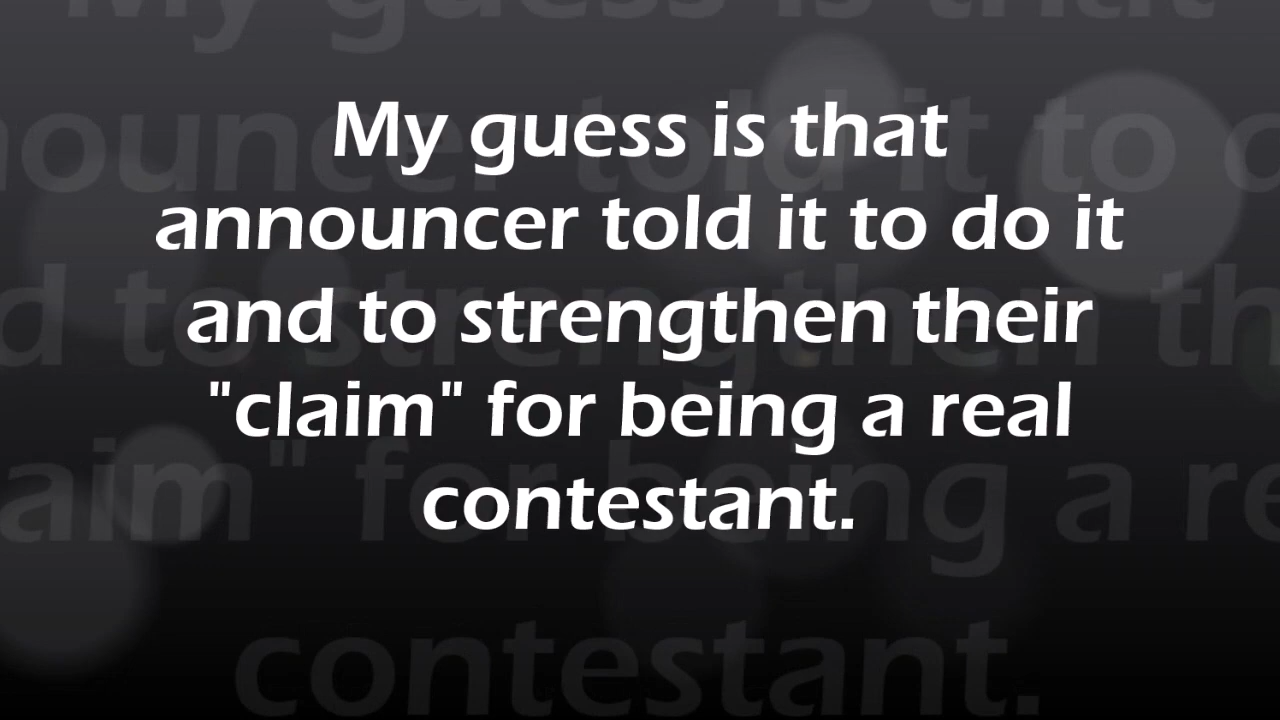 My guess is that
announcer told it to do it
and to strengthen their
"claim" for being a real
contestant.